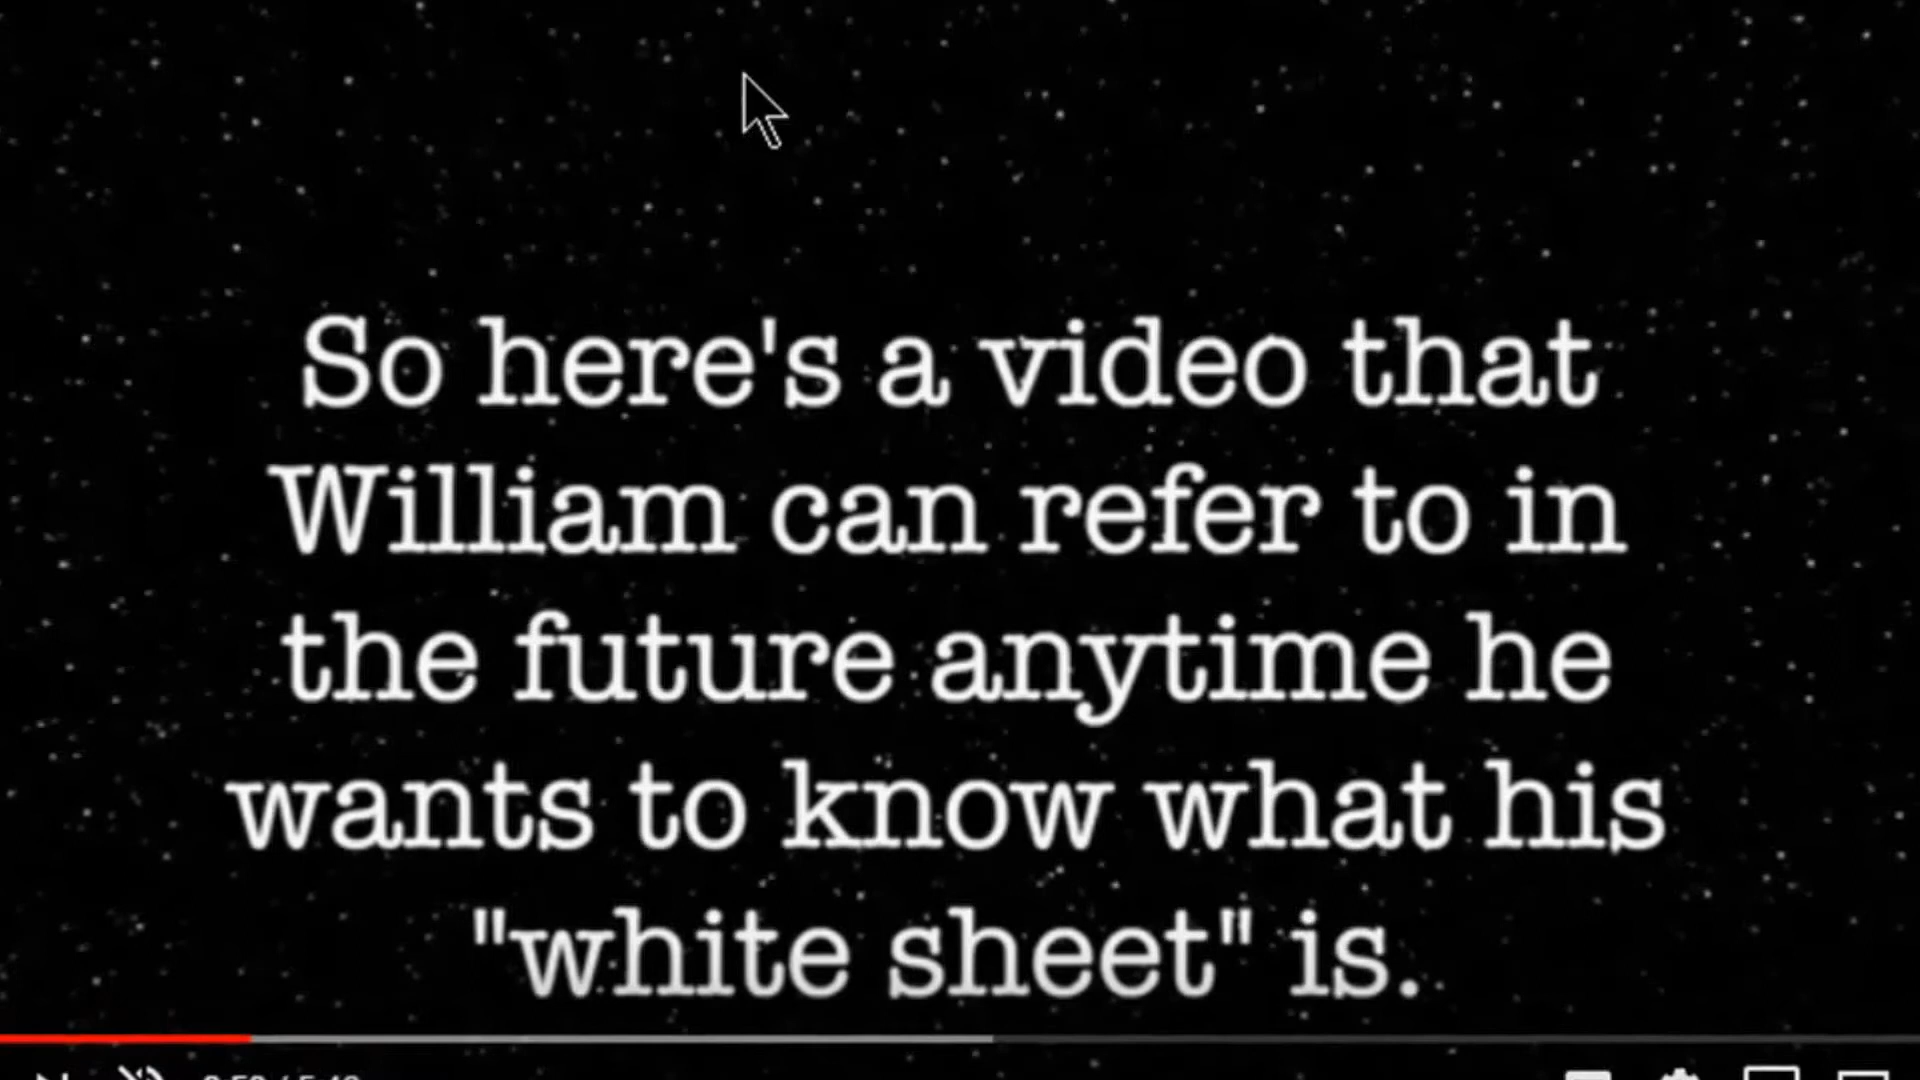 So here's a video that
William can refer to in
the future anytime he
wants to know what his
"white sheet" is.